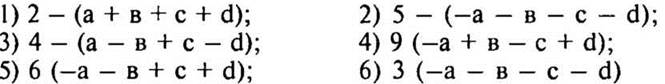 1) 2 − (а + в + с + d); 2) 5 − (−а − в − с − d);
3) 4 − (а − в + с − d); 4) 9 (−а + в − с + d);
5) 6 (−а − в + с + d); 6) 3 (−а − в − с − d)